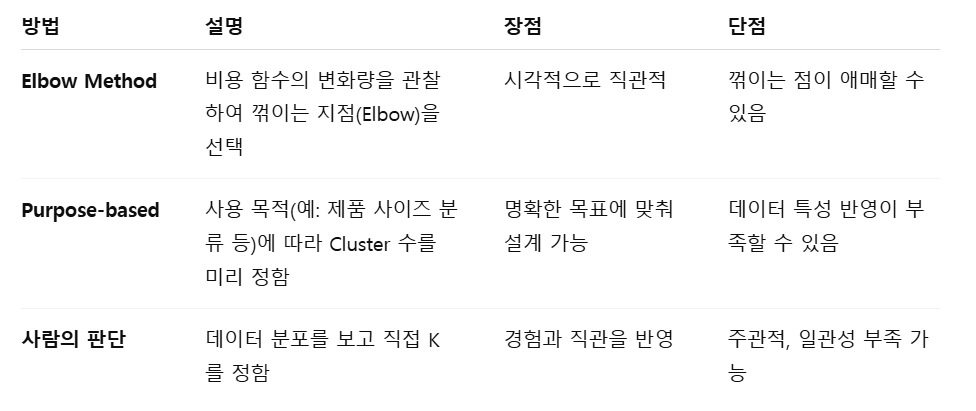 방법 설명 장점 단점
Elbow Method 비용 함수의 변화량을 관찰 시각적으로 직관적 꺾이는 점이 애매할 수
하여 꺾이는 지점(Elbow)을 있음
선택
Purpose-based 사용 목적(예: 제품 사이즈 분 명확한 목표에 맞춰 데이터 특성 반영이 부
류 등)에 따라 Cluster 수를 설계 가능 족할 수 있음
미리 정함
사람의 판단 데이터 분포를 보고 직접 K 경험과 직관을 반영 주관적, 일관성 부족 가
를 정함 능